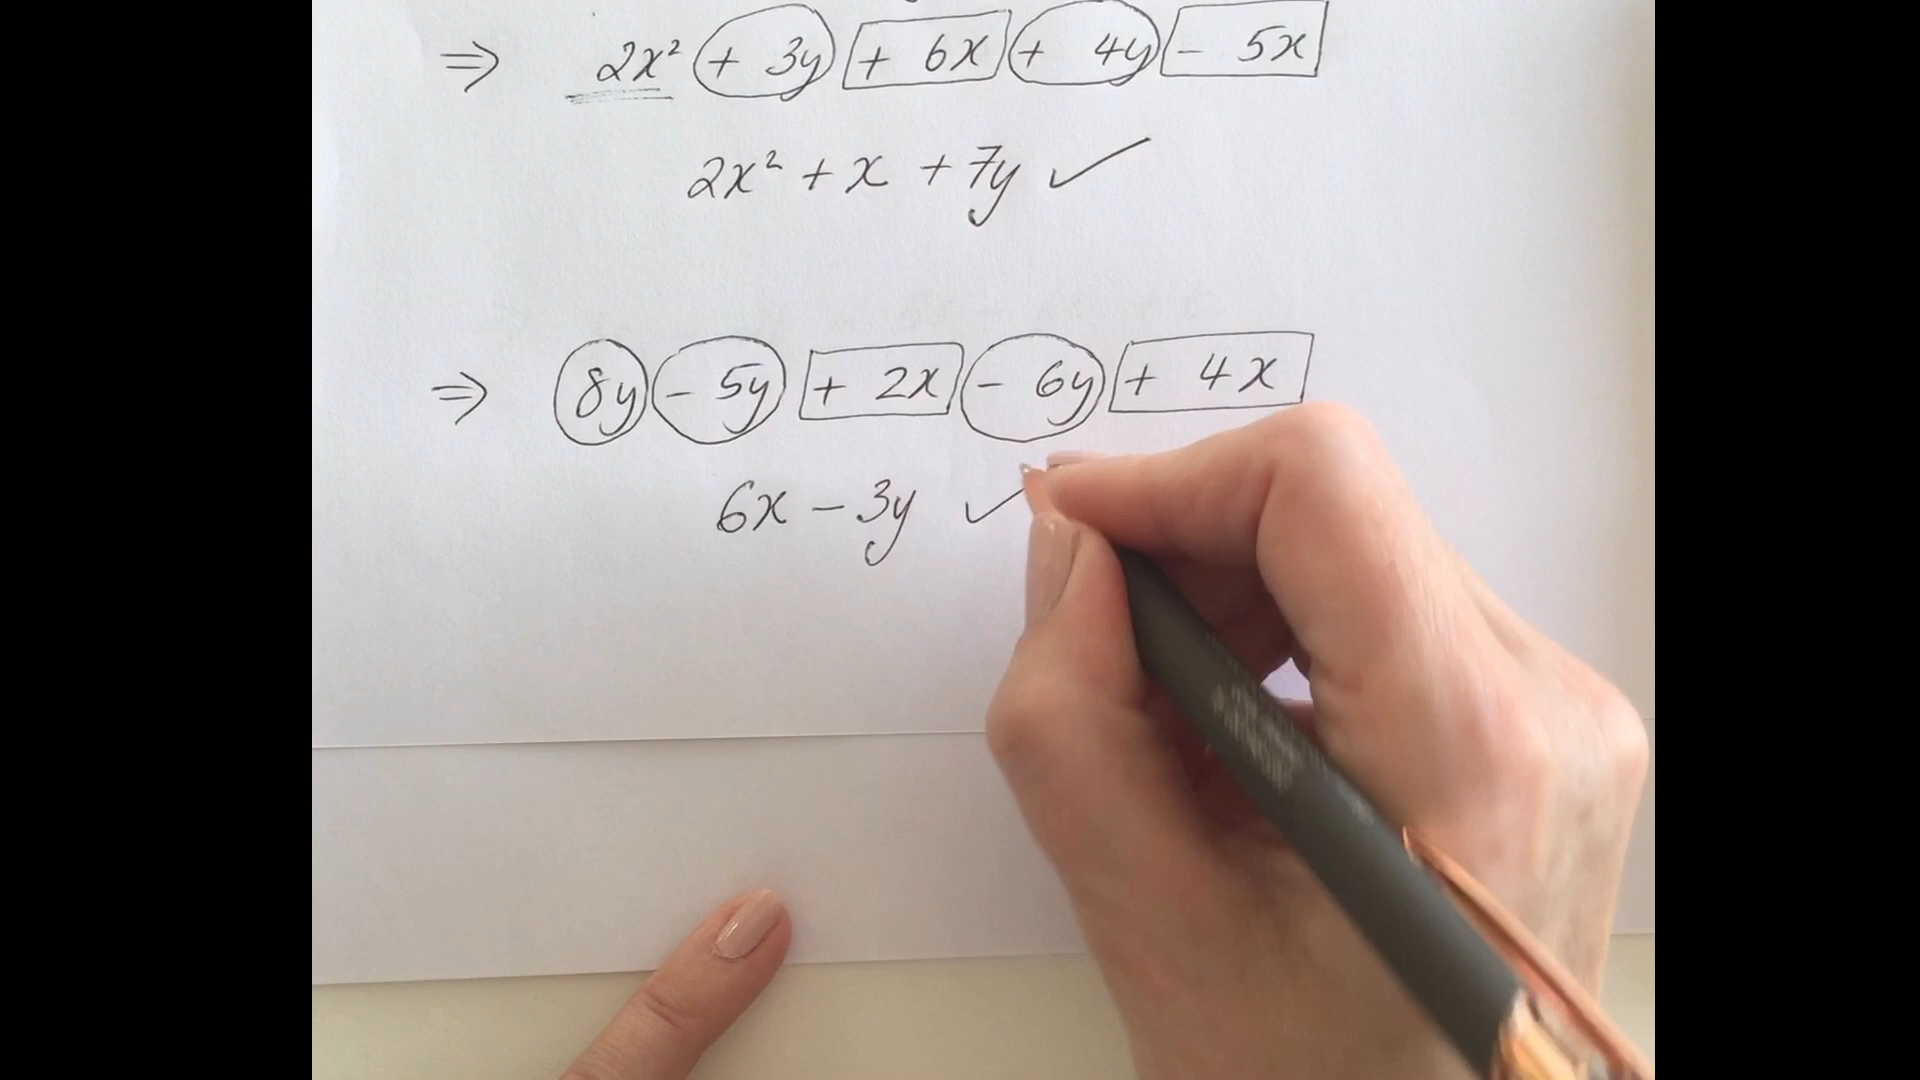 ⇒ 2x² + 3y + 6x + 4y - 5x
2x² + x + 7y ✓
⇒ 8y - 5y + 2x - 6y + 4x
6x - 3y ✓